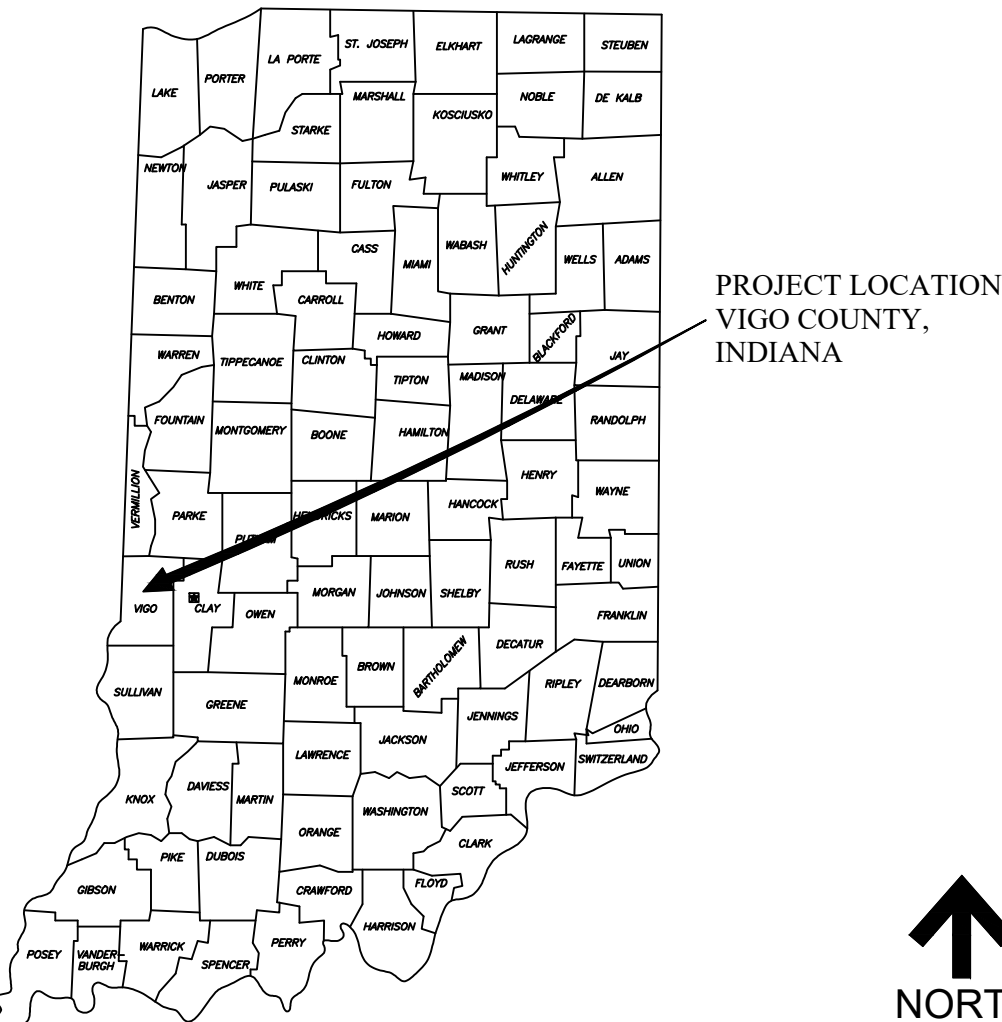 ST. JOSEPH
ELKHART
LAGRANGE
STEUBEN
LA PORTE
PORTER
LAKE
MARSHALL
NOBLE
DE KALB
KOSCIUSKO
STARKE
NEWTON
JASPER
PULASKI
FULTON
WHITLEY
ALLEN
CASS
WABASH
HUNTINGTON
MIAMI
WELLS
ADAMS
BENTON
WHITE
CARROLL
PROJECT LOCATION
VIGO COUNTY,
INDIANA
HOWARD
GRANT
BLACKFORD
JAY
WARREN
TIPPECANOE
CLINTON
TIPTON
MADISON
DELAWARE
FOUNTAIN
MONTGOMERY
BOONE
HAMILTON
RANDOLPH
VERMILLION
HENRY
WAYNE
PARKE
HENDRICKS
MARION
HANCOCK
RUSH
FAYETTE
UNION
VIGO
CLAY
OWEN
MORGAN
JOHNSON
SHELBY
FRANKLIN
DECATUR
BROWN
BARTHOLOMEW
SULLIVAN
GREENE
MONROE
RIPLEY
DEARBORN
JENNINGS
OHIO
LAWRENCE
JACKSON
JEFFERSON
SWITZERLAND
KNOX
DAVIESS
MARTIN
SCOTT
WASHINGTON
ORANGE
CLARK
PIKE
DUBOIS
GIBSON
CRAWFORD
FLOYD
HARRISON
POSEY
VANDER-
BURGH
WARRICK
SPENCER
PERRY
NORT